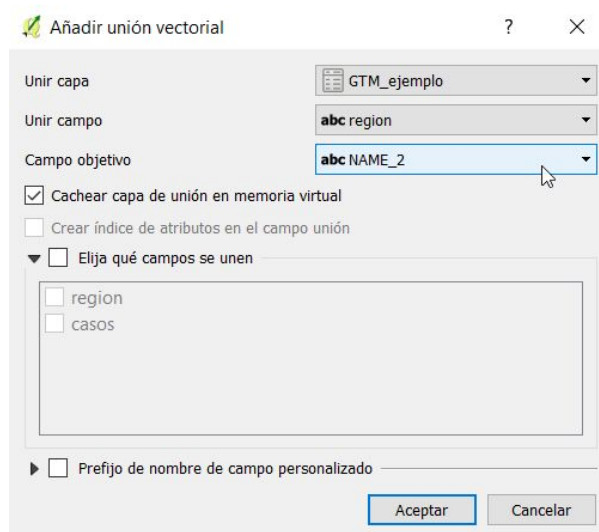 Añadir unión vectorial ?
Unir capa GTM_ejemplo
Unir campo abc region
Campo objetivo abc NAME_2
Cachear capa de unión en memoria virtual
Crear índice de atributos en el campo unión
Elija qué campos se unen
region
casos
Prefijo de nombre de campo personalizado
Aceptar Cancelar